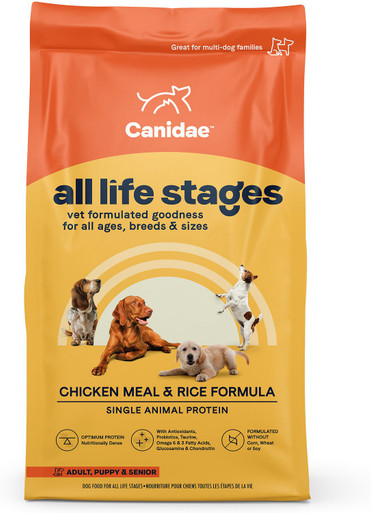 Great for multi-dog families
Canidae™
all life stages
vet formulated goodness
for all ages, breeds & sizes
CHICKEN MEAL & RICE FORMULA
SINGLE ANIMAL PROTEIN
OPTIMUM PROTEIN
Nutritionally Dense
With Antioxidants,
Probiotics, Taurine,
Omega 6 & 3 Fatty Acids,
Glucosamine & Chondroitin
FORMULATED
WITHOUT
Corn, Wheat
or Soy
ADULT, PUPPY & SENIOR
DOG FOOD FOR ALL LIFE STAGES • NOURRITURE POUR CHIENS TOUTES LES ÉTAPES DE LA VIE